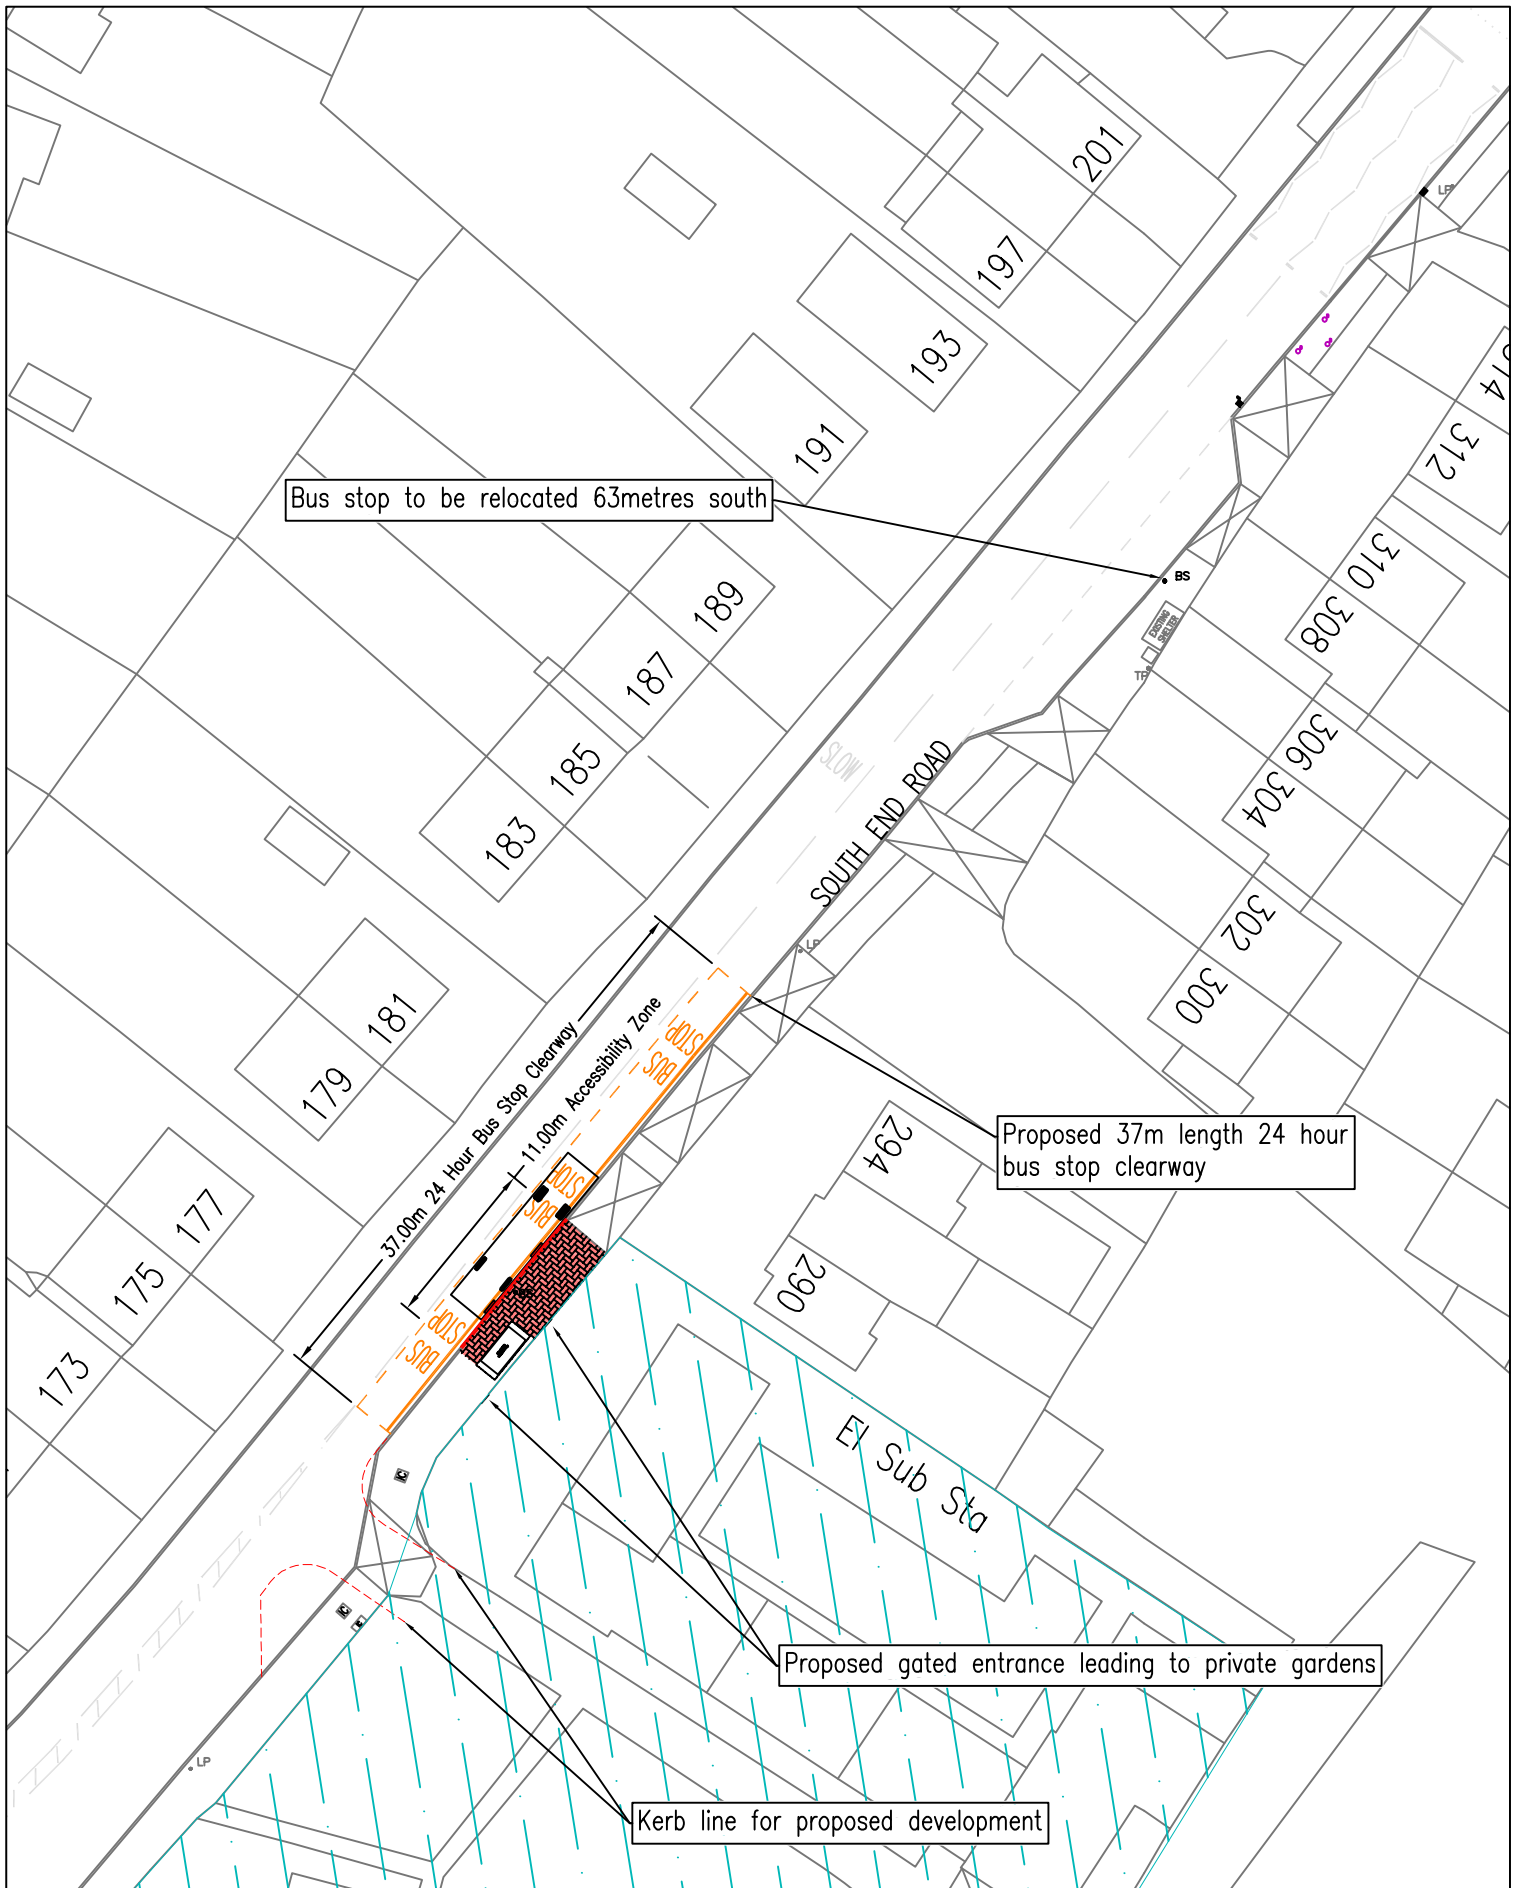 201
197
LP
193
314
191
312
Bus stop to be relocated 63metres south
310
BS
189
308
EXISTING
SHELTER
187
TP
185
306
SLOW
304
183
SOUTH END ROAD
302
LP
181
300
37.00m 24 Hour Bus Stop Clearway
11.00m Accessibility Zone
BUS STOP
179
Proposed 37m length 24 hour
bus stop clearway
294
177
BUS STOP
175
290
BUS STOP
173
El Sub Sta
IC
IC
Proposed gated entrance leading to private gardens
LP
Kerb line for proposed development